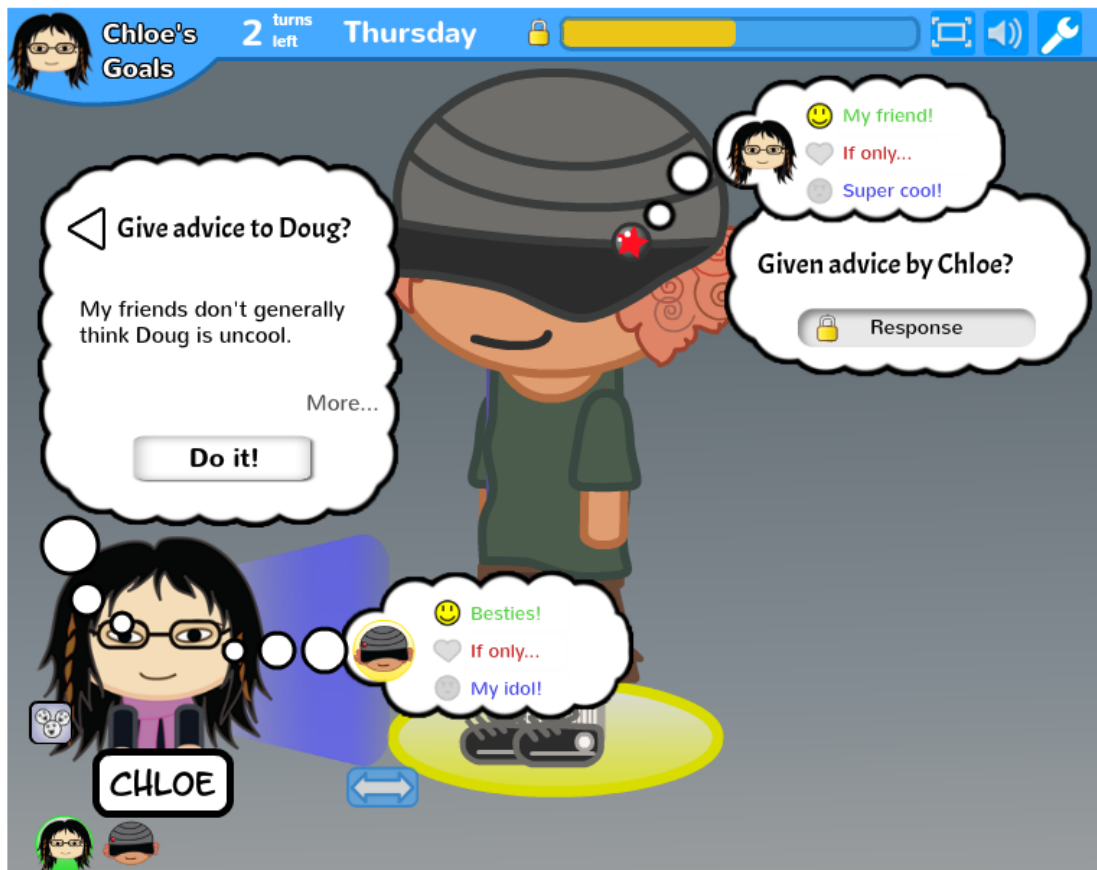 Chloe's
Goals
2 turns
left
Thursday
My friend!
If only...
Super cool!
Give advice to Doug?
My friends don't generally
think Doug is uncool.
More...
Do it!
Given advice by Chloe?
Response
Besties!
If only...
My idol!
CHLOE